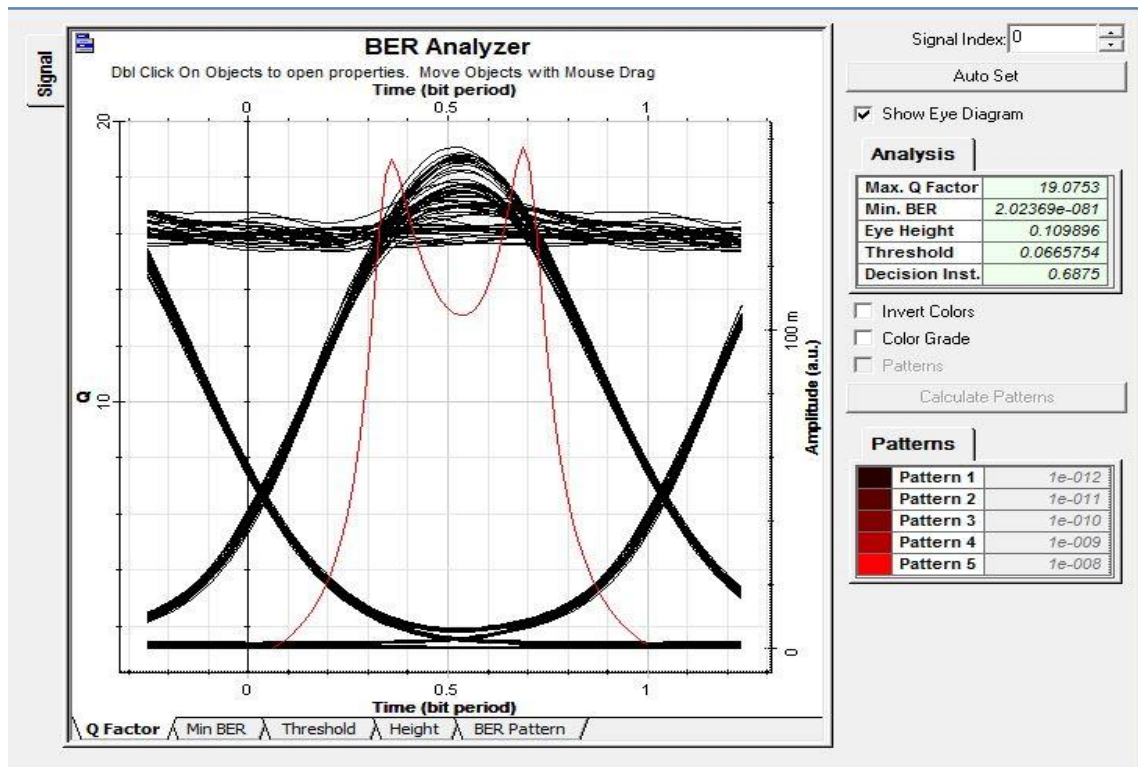 Signal
BER Analyzer
Dbl Click On Objects to open properties. Move Objects with Mouse Drag
Time (bit period)
0 0.5 1
20
10
Q
100 m
0
Amplitude (a.u.)
0 0.5 1
Time (bit period)
Q Factor Min BER Threshold Height BER Pattern
Signal Index: 0
Auto Set
Show Eye Diagram
Analysis
Max. Q Factor 19.0753
Min. BER 2.02369e-081
Eye Height 0.109896
Threshold 0.0665754
Decision Inst. 0.6875
Invert Colors
Color Grade
Patterns
Calculate Patterns
Patterns
Pattern 1 1e-012
Pattern 2 1e-011
Pattern 3 1e-010
Pattern 4 1e-009
Pattern 5 1e-008